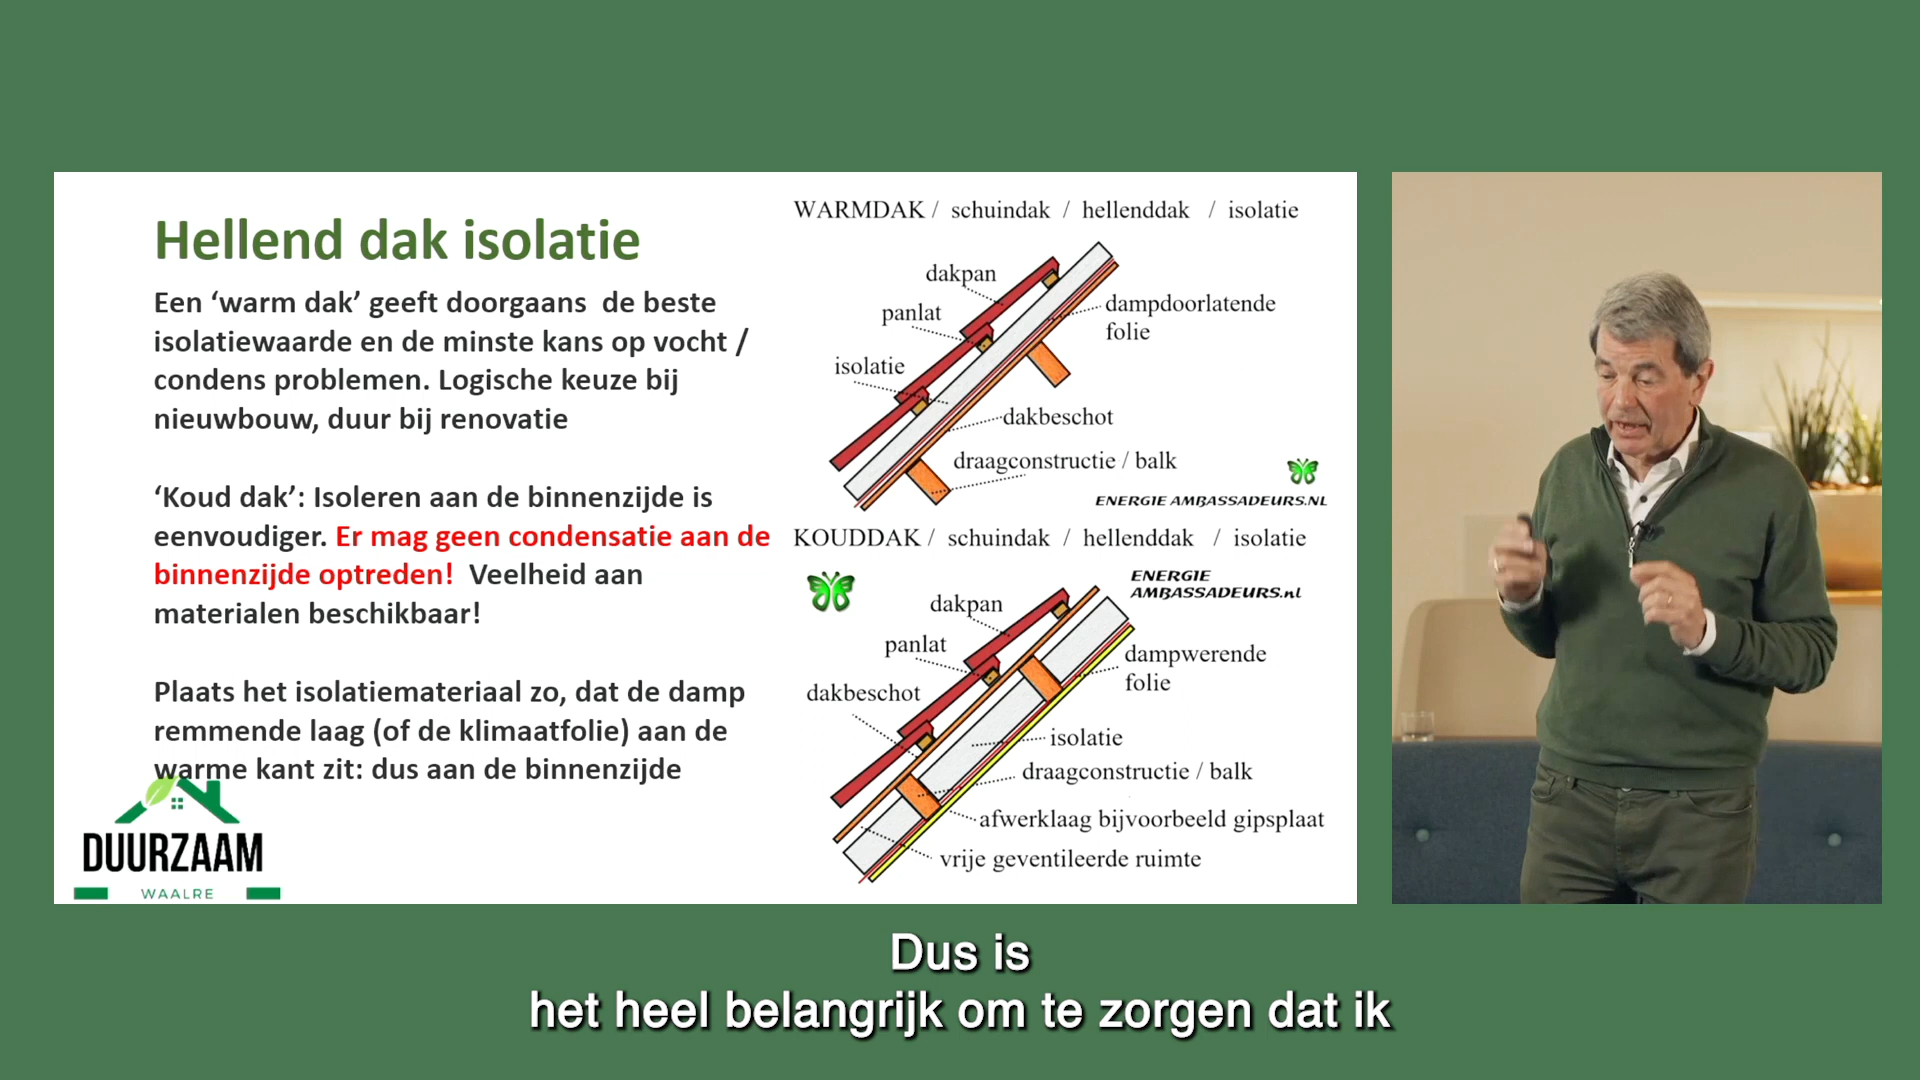 Hellend dak isolatie
Een ‘warm dak’ geeft doorgaans de beste
isolatiewaarde en de minste kans op vocht /
condens problemen. Logische keuze bij
nieuwbouw, duur bij renovatie
‘Koud dak’: Isoleren aan de binnenzijde is
eenvoudiger. Er mag geen condensatie aan de
binnenzijde optreden! Veelheid aan
materialen beschikbaar!
Plaats het isolatiemateriaal zo, dat de damp
remmende laag (of de klimaatfolie) aan de
warme kant zit: dus aan de binnenzijde
DUURZAAM
WAALRE
WARMDAK / schuindak / hellenddak / isolatie
dakpan
panlat
isolatie
dampdoorlatende
folie
dakbeschot
draagconstructie / balk
ENERGIE AMBASSADEURS.NL
KOUDDAK / schuindak / hellenddak / isolatie
ENERGIE
AMBASSADEURS.nl
dakpan
panlat
dakbeschot
dampwerende
folie
isolatie
draagconstructie / balk
afwerklaag bijvoorbeeld gipsplaat
vrije geventileerde ruimte
Dus is
het heel belangrijk om te zorgen dat ik